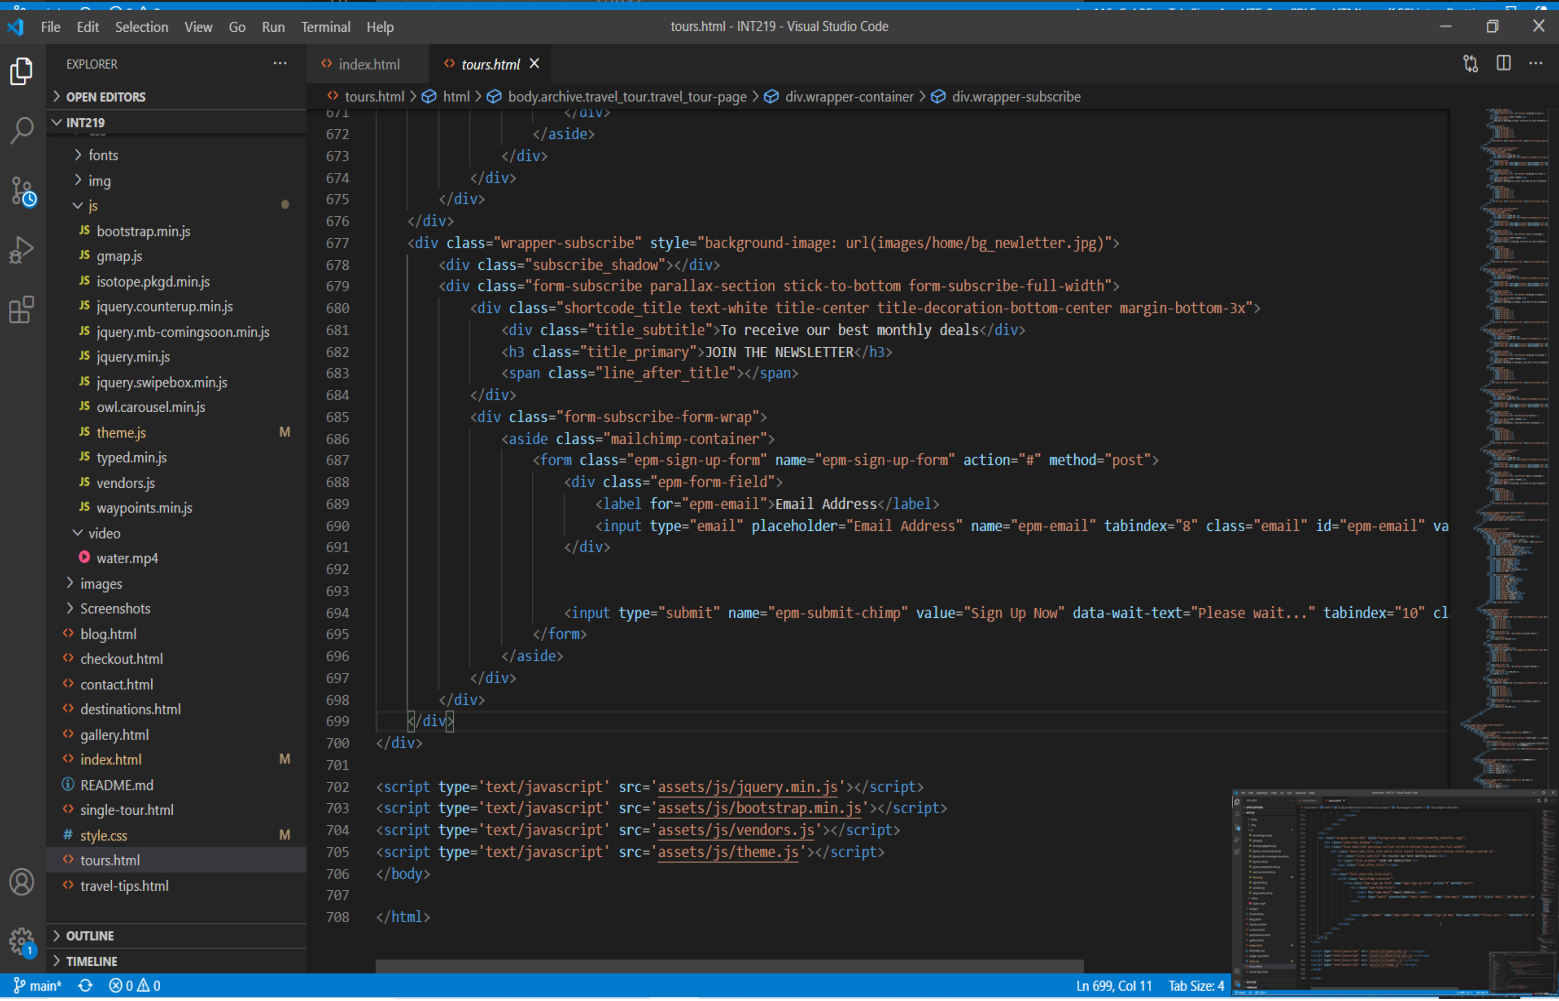 File Edit Selection View Go Run Terminal Help
tours.html - INT219 - Visual Studio Code
EXPLORER
OPEN EDITORS
INT219
fonts
img
js
JS bootstrap.min.js
JS gmap.js
JS isotope.pkgd.min.js
JS jquery.counterup.min.js
JS jquery.mb-comingsoon.min.js
JS jquery.min.js
JS jquery.swipebox.min.js
JS owl.carousel.min.js
JS theme.js M
JS typed.min.js
JS vendors.js
JS waypoints.min.js
video
water.mp4
images
Screenshots
blog.html
checkout.html
contact.html
destinations.html
gallery.html
index.html M
README.md
single-tour.html
# style.css M
tours.html
travel-tips.html
OUTLINE
TIMELINE
index.html
tours.html
tours.html > html > body.archive.travel_tour.travel_tour-page > div.wrapper-container > div.wrapper-subscribe
671 </div>
672 </aside>
673 </div>
674 </div>
675 </div>
676 </div>
677 <div class="wrapper-subscribe" style="background-image: url(images/home/bg_newletter.jpg)">
678 <div class="subscribe_shadow"></div>
679 <div class="form-subscribe parallax-section stick-to-bottom form-subscribe-full-width">
680 <div class="shortcode_title text-white title-center title-decoration-bottom-center margin-bottom-3x">
681 <div class="title_subtitle">To receive our best monthly deals</div>
682 <h3 class="title_primary">JOIN THE NEWSLETTER</h3>
683 <span class="line_after_title"></span>
684 </div>
685 <div class="form-subscribe-form-wrap">
686 <aside class="mailchimp-container">
687 <form class="epm-sign-up-form" name="epm-sign-up-form" action="#" method="post">
688 <div class="epm-form-field">
689 <label for="epm-email">Email Address</label>
690 <input type="email" placeholder="Email Address" name="epm-email" tabindex="8" class="email" id="epm-email" va
691 </div>
692
693
694 <input type="submit" name="epm-submit-chimp" value="Sign Up Now" data-wait-text="Please wait..." tabindex="10" cl
695 </form>
696 </aside>
697 </div>
698 </div>
699 </div>
700 </div>
701
702 <script type='text/javascript' src='assets/js/jquery.min.js'></script>
703 <script type='text/javascript' src='assets/js/bootstrap.min.js'></script>
704 <script type='text/javascript' src='assets/js/vendors.js'></script>
705 <script type='text/javascript' src='assets/js/theme.js'></script>
706 </body>
707
708 </html>
1
main* 0 0 Ln 699, Col 11 Tab Size: 4